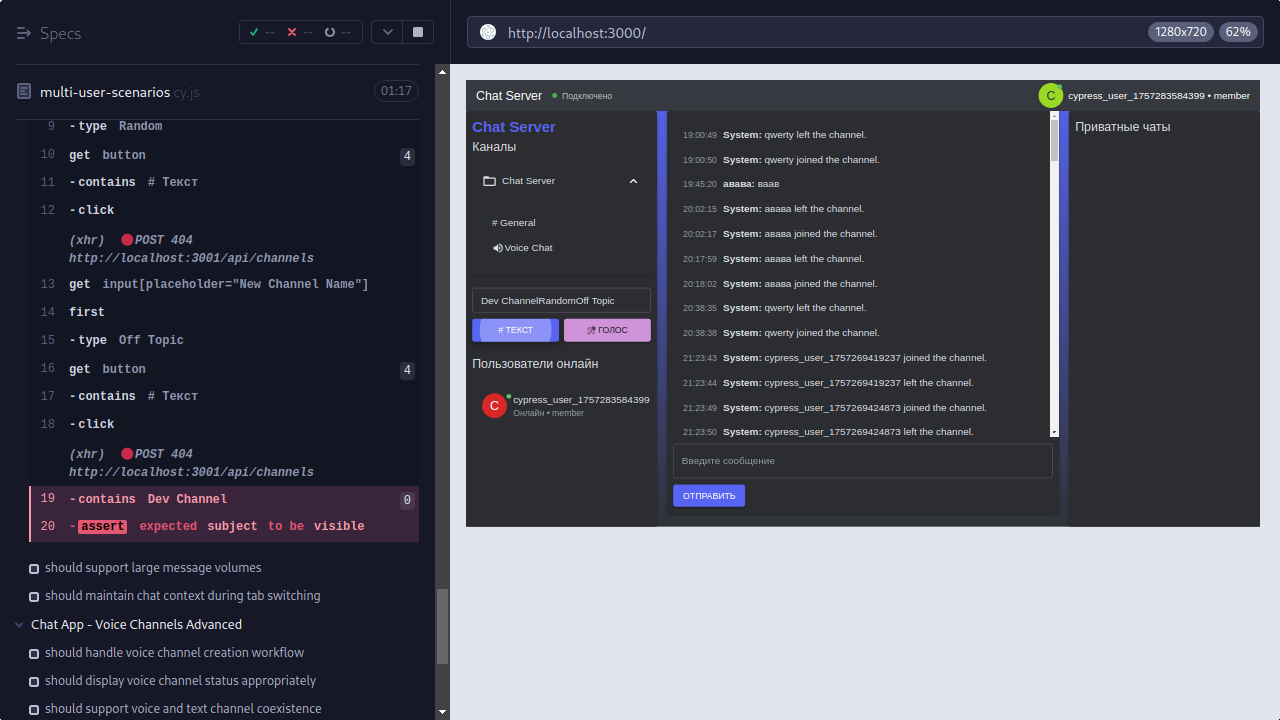 Specs
-- -- --
multi-user-scenarios.cy.js 01:17
9 -type Random
10 get button 4
11 -contains # Текст
12 -click
(xhr) POST 404
http://localhost:3001/api/channels
13 get input[placeholder="New Channel Name"]
14 first
15 -type Off Topic
16 get button 4
17 -contains # Текст
18 -click
(xhr) POST 404
http://localhost:3001/api/channels
19 -contains Dev Channel 0
20 -assert expected subject to be visible
should support large message volumes
should maintain chat context during tab switching
Chat App - Voice Channels Advanced
should handle voice channel creation workflow
should display voice channel status appropriately
should support voice and text channel coexistence
http://localhost:3000/ 1280x720 62%
Chat Server Подключено C cypress_user_1757283584399 • member
Chat Server
Каналы
Chat Server
# General
Voice Chat
Dev ChannelRandomOff Topic
# ТЕКСТ ГОЛОС
Пользователи онлайн
C cypress_user_1757283584399
Онлайн • member
19:00:49 System: qwerty left the channel.
19:00:50 System: qwerty joined the channel.
19:45:20 авава: ваав
20:02:15 System: авава left the channel.
20:02:17 System: авава joined the channel.
20:17:59 System: авава left the channel.
20:18:02 System: авава joined the channel.
20:38:35 System: qwerty left the channel.
20:38:38 System: qwerty joined the channel.
21:23:43 System: cypress_user_1757269419237 joined the channel.
21:23:44 System: cypress_user_1757269419237 left the channel.
21:23:49 System: cypress_user_1757269424873 joined the channel.
21:23:50 System: cypress_user_1757269424873 left the channel.
Введите сообщение
ОТПРАВИТЬ
Приватные чаты